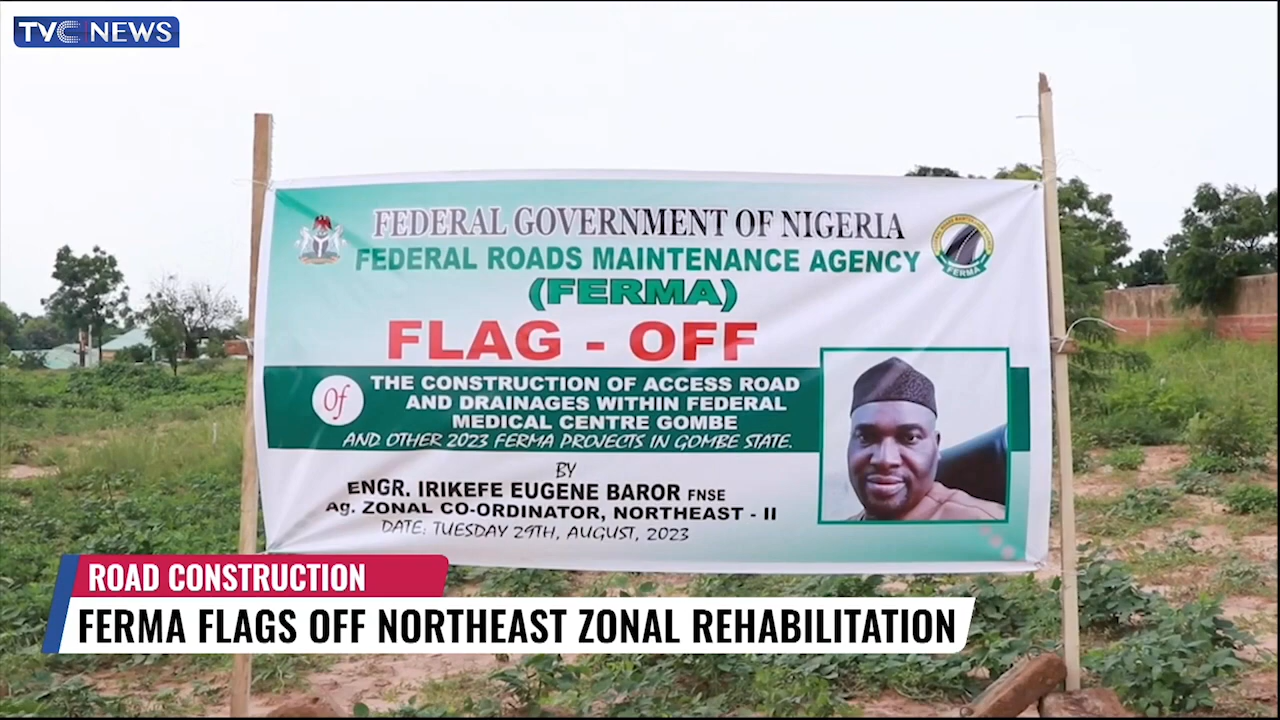 TVC NEWS
FEDERAL GOVERNMENT OF NIGERIA
FEDERAL ROADS MAINTENANCE AGENCY
(FERMA)
FERMA
FLAG - OFF
Of
THE CONSTRUCTION OF ACCESS ROAD
AND DRAINAGES WITHIN FEDERAL
MEDICAL CENTRE GOMBE
AND OTHER 2023 FERMA PROJECTS IN GOMBE STATE.
BY
ENGR. IRIKEFE EUGENE BAROR FNSE
Ag. ZONAL CO-ORDINATOR, NORTHEAST - II
DATE: TUESDAY 29TH, AUGUST, 2023
ROAD CONSTRUCTION
FERMA FLAGS OFF NORTHEAST ZONAL REHABILITATION